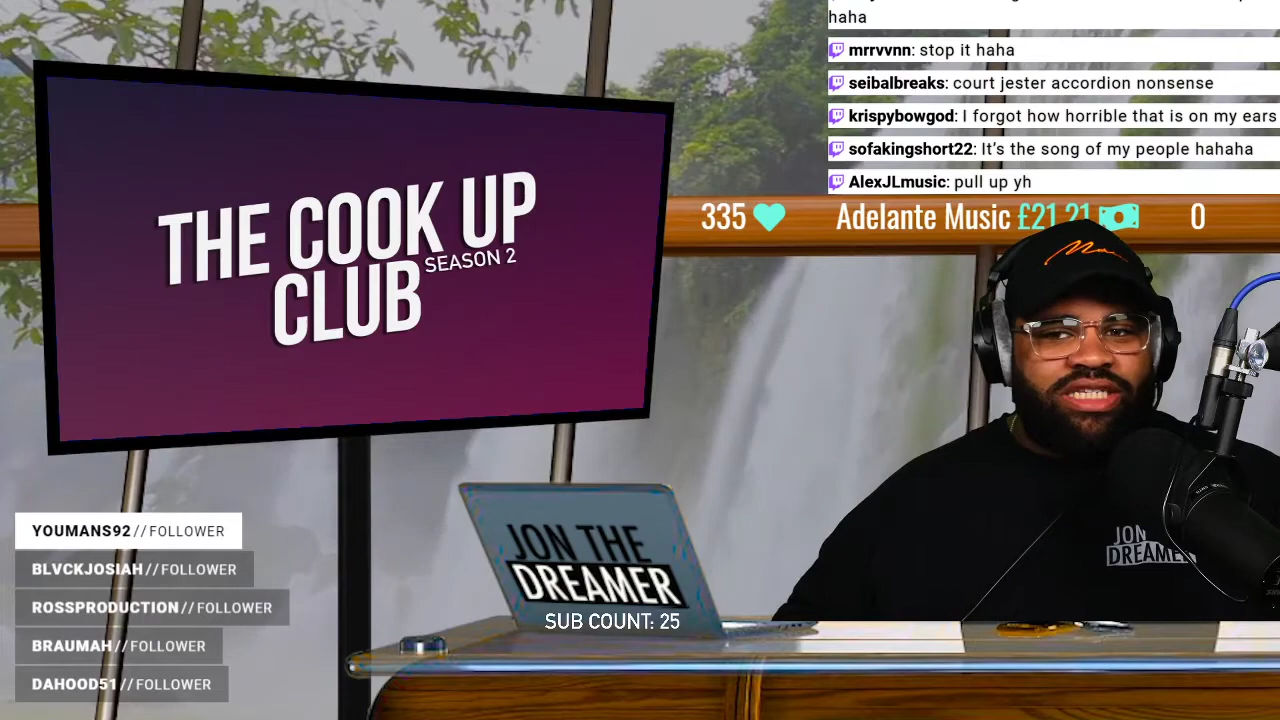 haha
mrrvvnn: stop it haha
seibalbreaks: court jester accordion nonsense
krispybowgod: I forgot how horrible that is on my ears
sofakingshort22: It's the song of my people hahaha
AlexJLmusic: pull up yh
335
Adelante Music £21.21
0
THE COOK UP
CLUB SEASON 2
JON THE
DREAMER
SUB COUNT: 25
JON
DREAMER
YOUMANS92//FOLLOWER
BLVCKJOSIAH//FOLLOWER
ROSSPRODUCTION//FOLLOWER
BRAUMAH//FOLLOWER
DAHOOD51//FOLLOWER